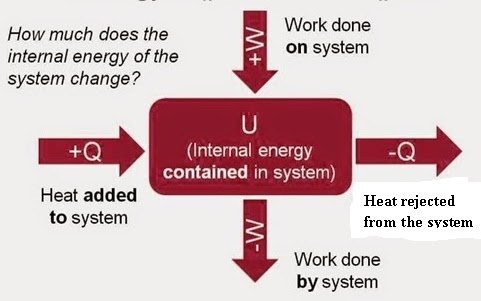 How much does the
internal energy of the
system change?
+W
Work done
on system
+Q
Heat added
to system
U
(Internal energy
contained in system)
-Q
Heat rejected
from the system
-W
Work done
by system